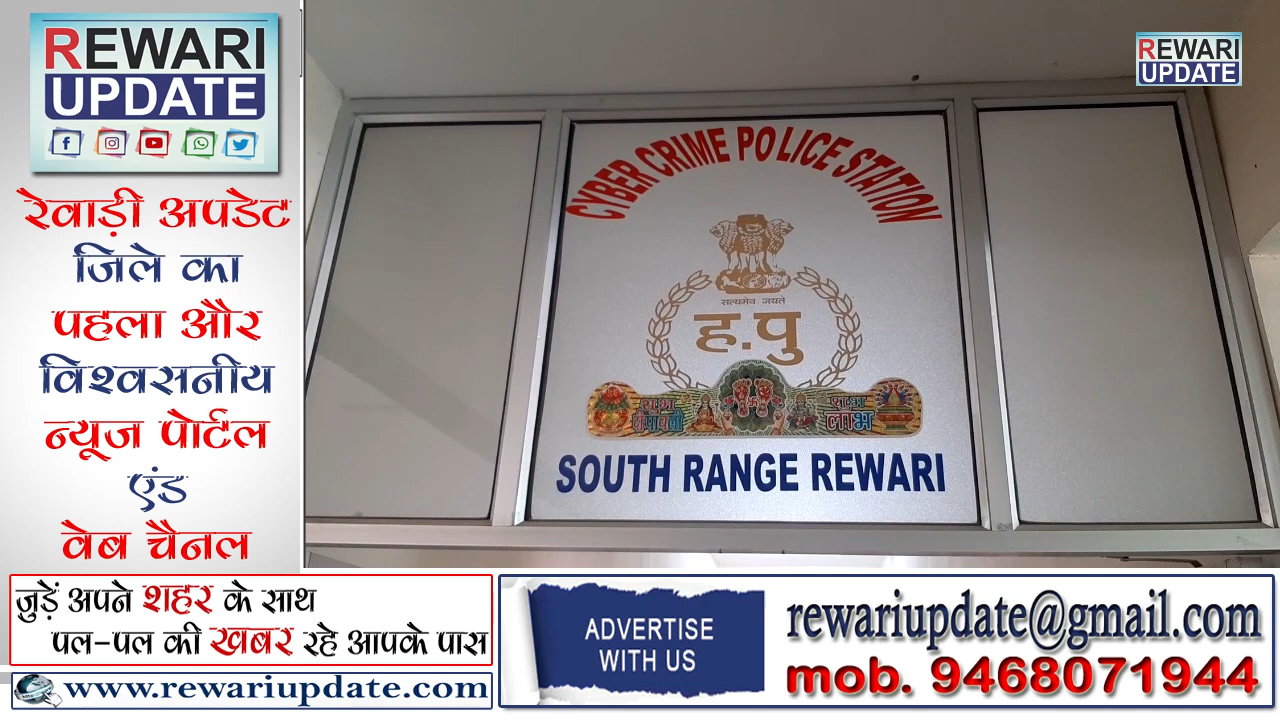 REWARI
UPDATE
रेवाड़ी अपडेट
जिले का
पहला और
विश्वसनीय
न्यूज पोर्टल
एंड
वेब चैनल
REWARI
UPDATE
CYBER CRIME POLICE STATION
सत्यमेव जयते
ह.पु
शुभ
दीपावली
शुभ
लाभ
SOUTH RANGE REWARI
जुड़ें अपने शहर के साथ
पल-पल की खबर रहे आपके पास
www.rewariupdate.com
ADVERTISE
WITH US
rewariupdate@gmail.com
mob. 9468071944